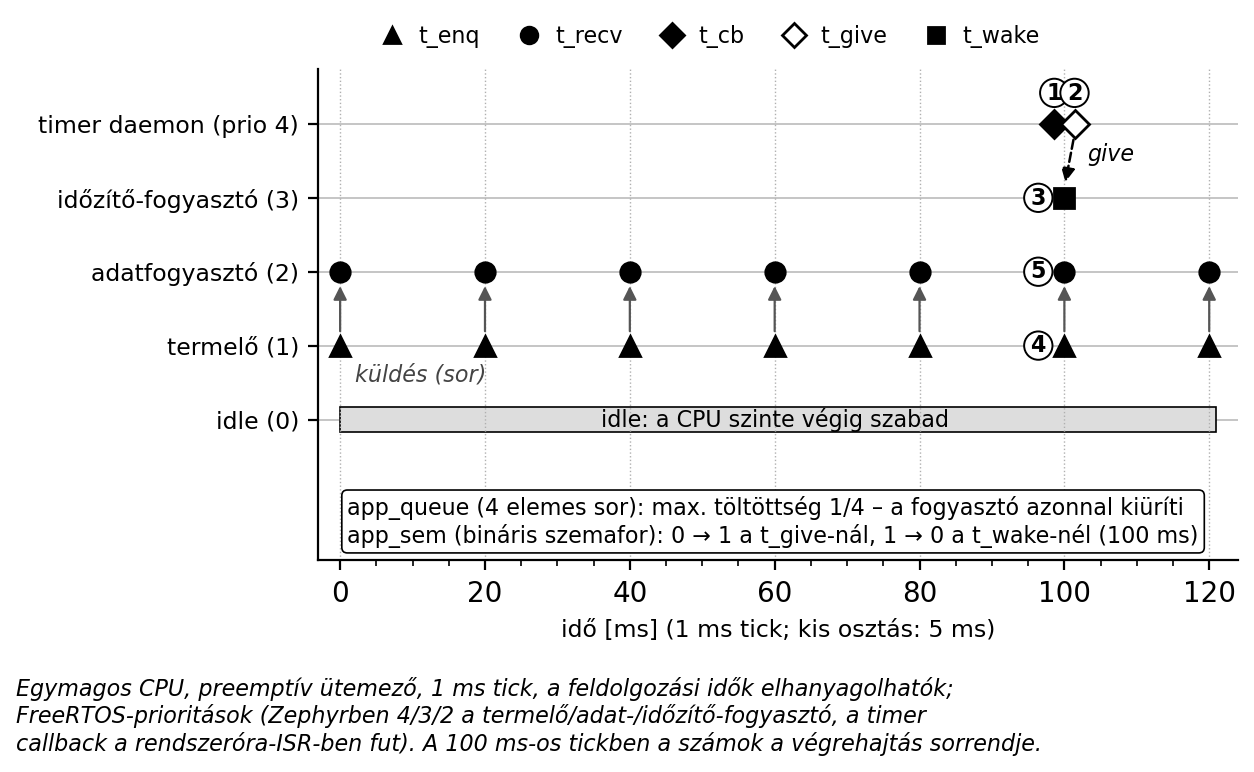 t_enq t_recv t_cb t_give t_wake
1 2
timer daemon (prio 4)
give
időzítő-fogyasztó (3)
3
adatfogyasztó (2)
5
termelő (1)
4
küldés (sor)
idle (0)
idle: a CPU szinte végig szabad
app_queue (4 elemes sor): max. töltöttség 1/4 – a fogyasztó azonnal kiüríti
app_sem (bináris szemafor): 0 → 1 a t_give-nál, 1 → 0 a t_wake-nél (100 ms)
0 20 40 60 80 100 120
idő [ms] (1 ms tick; kis osztás: 5 ms)
Egymagos CPU, preemptív ütemező, 1 ms tick, a feldolgozási idők elhanyagolhatók;
FreeRTOS-prioritások (Zephyrben 4/3/2 a termelő/adat-/időzítő-fogyasztó, a timer
callback a rendszeróra-ISR-ben fut). A 100 ms-os tickben a számok a végrehajtás sorrendje.